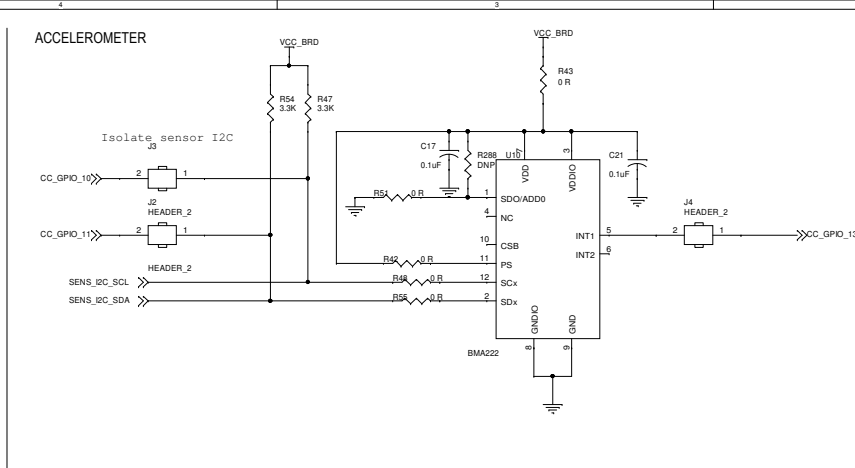 4
3
ACCELEROMETER
VCC_BRD
VCC_BRD
R43
0 R
R54
3.3K
R47
3.3K
Isolate sensor I2C
J3
C17
0.1uF
R288
DNP
U10
7
VDD
3
VDDIO
C21
0.1uF
CC_GPIO_10
2
1
R51
0 R
1
SDO/ADD0
J2
HEADER_2
4
NC
J4
HEADER_2
CC_GPIO_11
2
1
INT1
5
2
1
CC_GPIO_13
10
CSB
INT2
6
HEADER_2
R42
0 R
11
PS
SENS_I2C_SCL
R48
0 R
12
SCx
SENS_I2C_SDA
R55
0 R
2
SDx
GNDIO
GND
8
9
BMA222